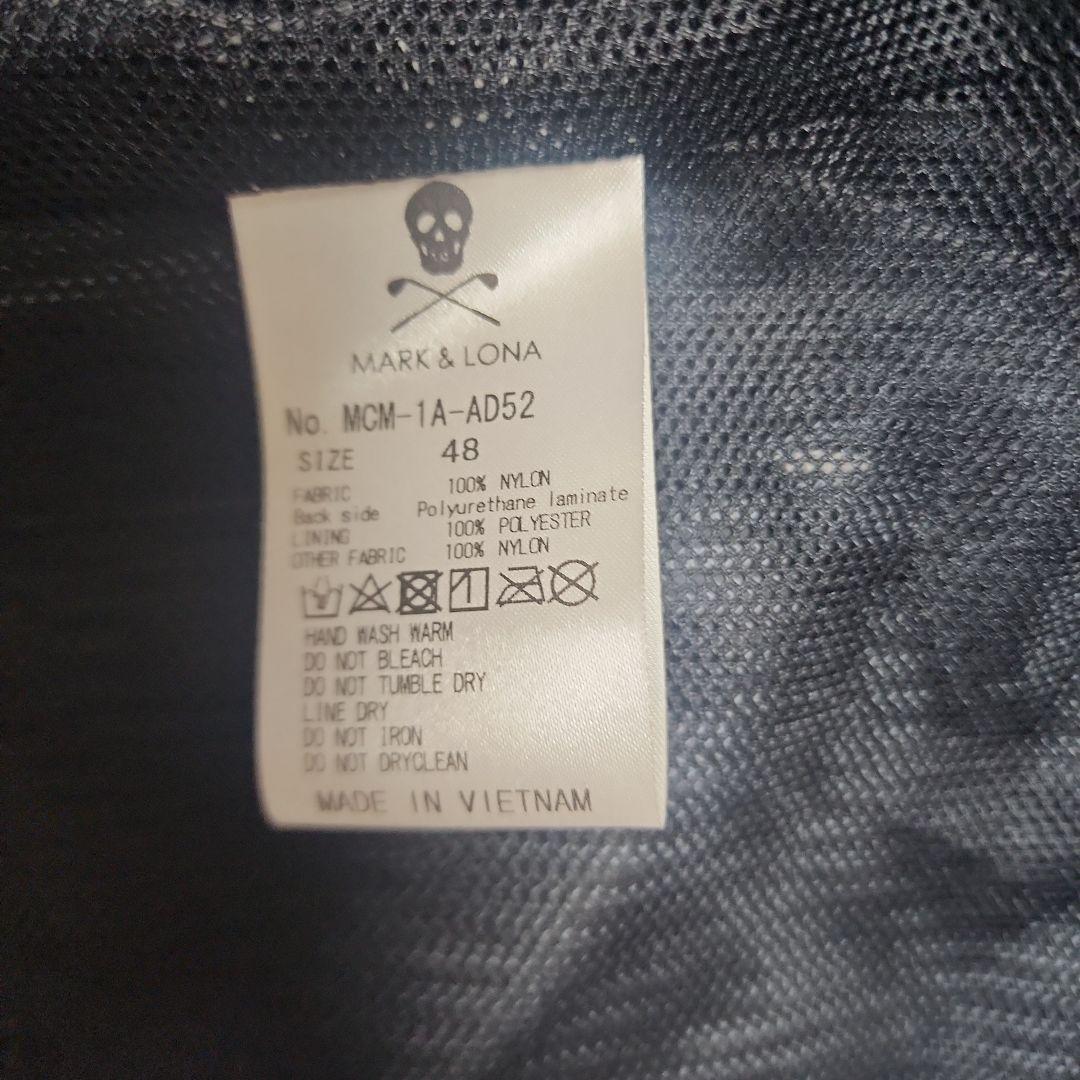 MARK & LONA
No. MCM-1A-AD52
SIZE 48
FABRIC 100% NYLON
Back side Polyurethane laminate
LINING 100% POLYESTER
OTHER FABRIC 100% NYLON
HAND WASH WARM
DO NOT BLEACH
DO NOT TUMBLE DRY
LINE DRY
DO NOT IRON
DO NOT DRYCLEAN
MADE IN VIETNAM